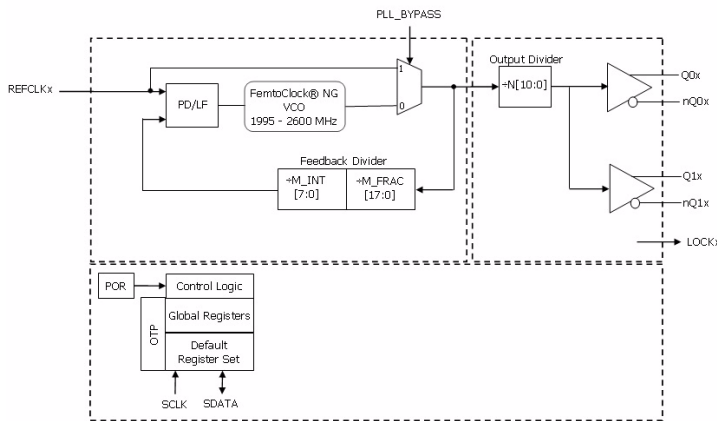 PLL_BYPASS
REFCLKx
PD/LF
FemtoClock® NG
VCO
1995 - 2600 MHz
1
0
Output Divider
÷N[10:0]
Q0x
nQ0x
Feedback Divider
÷M_INT
[7:0]
÷M_FRAC
[17:0]
Q1x
nQ1x
LOCKx
POR
Control Logic
OTP
Global Registers
Default
Register Set
SCLK
SDATA